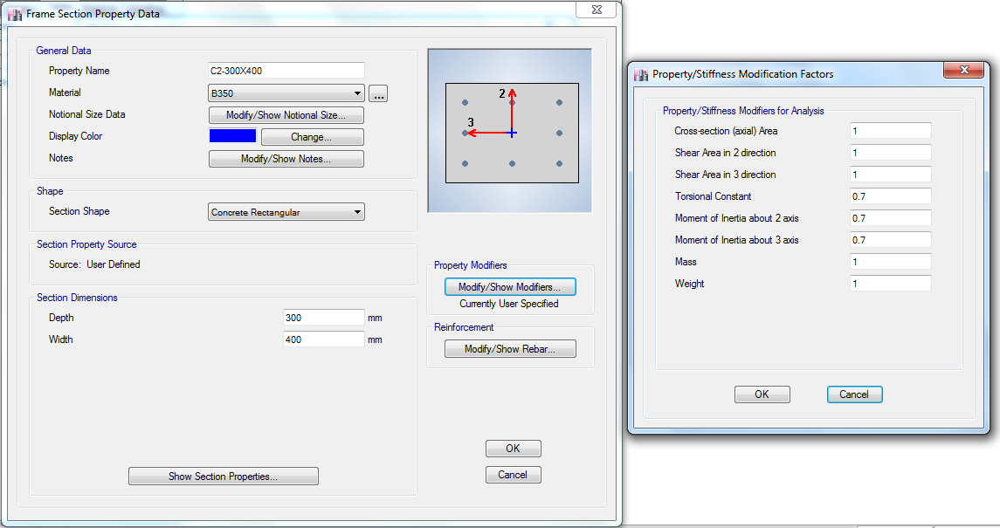 Frame Section Property Data
General Data
Property Name C2-300X400
Material B350 ...
Notional Size Data Modify/Show Notional Size...
Display Color Change...
Notes Modify/Show Notes...
Shape
Section Shape Concrete Rectangular
Section Property Source
Source: User Defined
Section Dimensions
Depth 300 mm
Width 400 mm
Show Section Properties...
2
3
Property Modifiers
Modify/Show Modifiers...
Currently User Specified
Reinforcement
Modify/Show Rebar...
OK
Cancel
Property/Stiffness Modification Factors
Property/Stiffness Modifiers for Analysis
Cross-section (axial) Area 1
Shear Area in 2 direction 1
Shear Area in 3 direction 1
Torsional Constant 0.7
Moment of Inertia about 2 axis 0.7
Moment of Inertia about 3 axis 0.7
Mass 1
Weight 1
OK Cancel